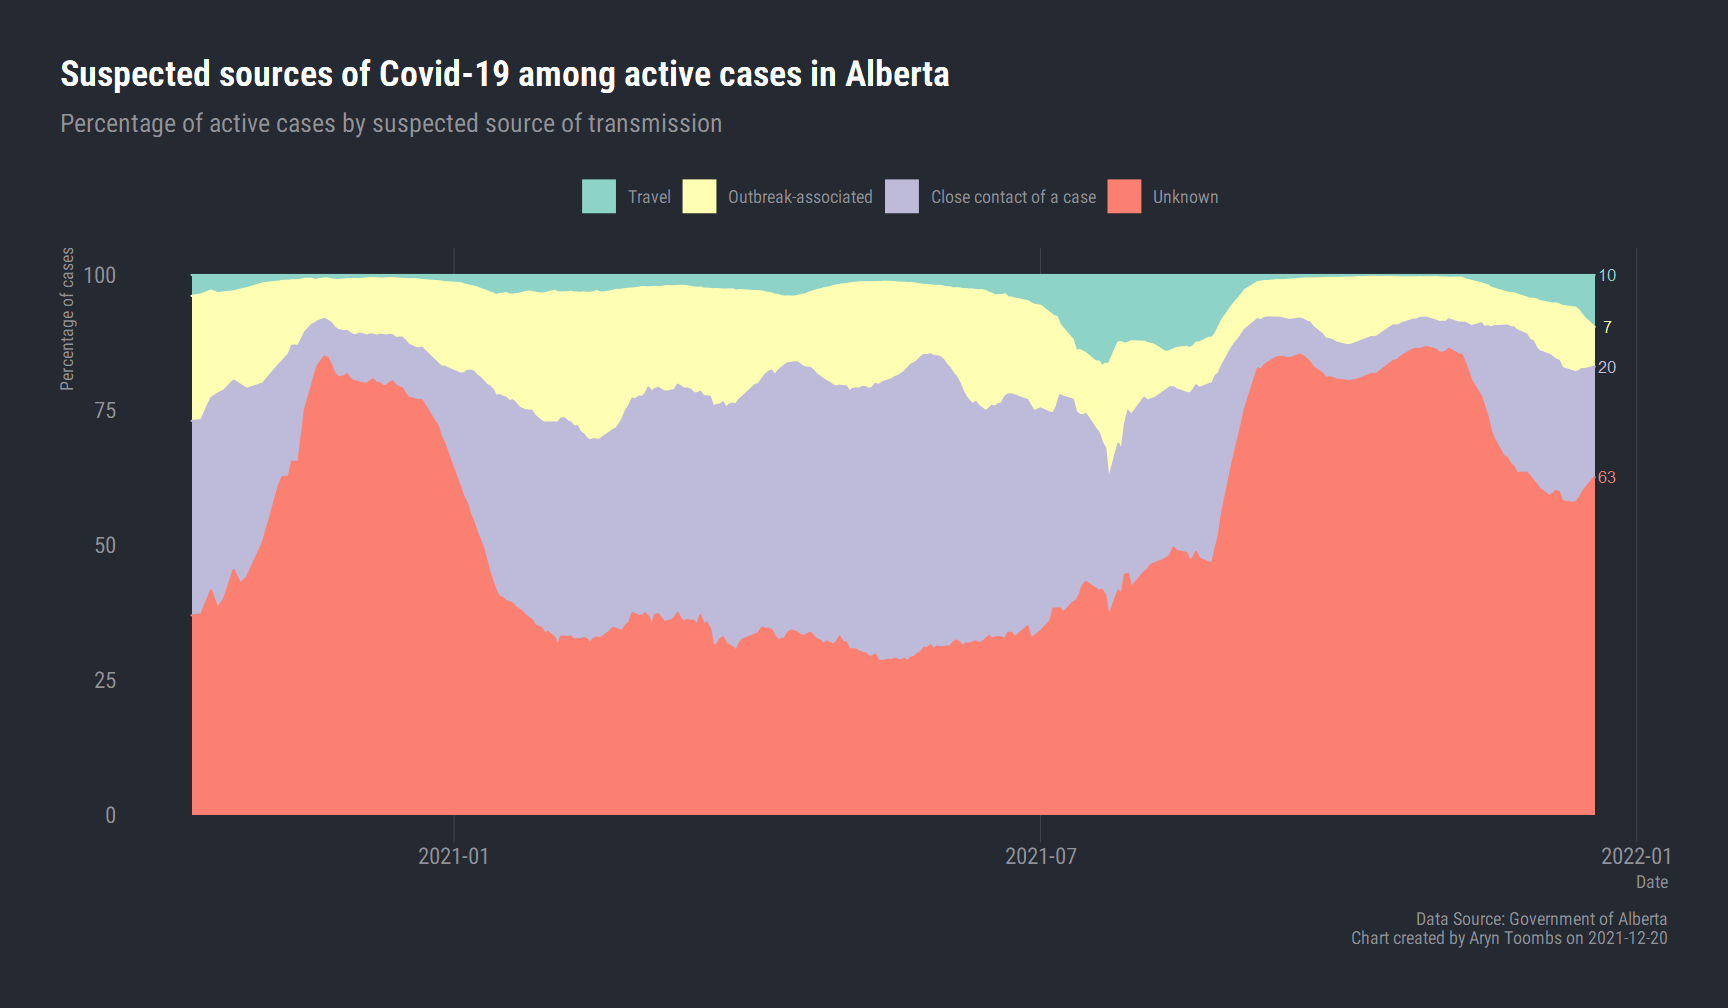 Suspected sources of Covid-19 among active cases in Alberta
Percentage of active cases by suspected source of transmission
Travel Outbreak-associated Close contact of a case Unknown
Percentage of cases
100
75
50
25
0
10
7
20
63
2021-01 2021-07 2022-01
Date
Data Source: Government of Alberta
Chart created by Aryn Toombs on 2021-12-20